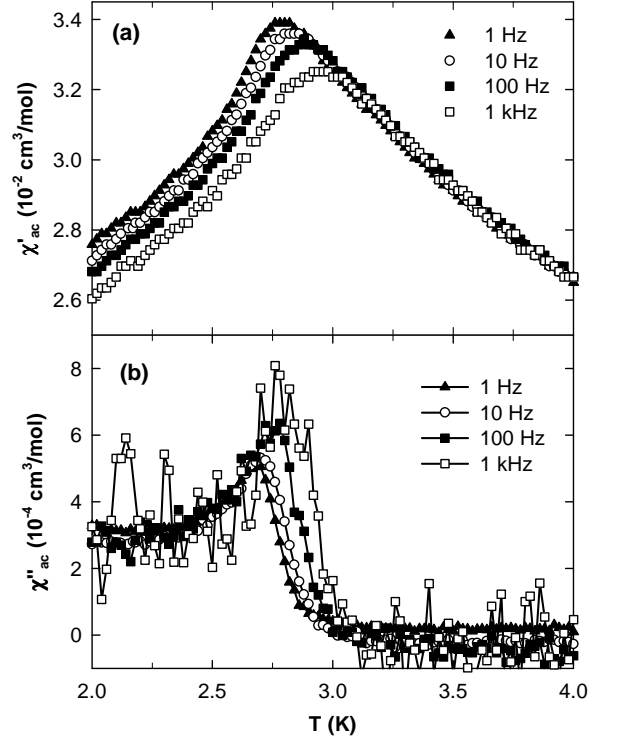 (a)
1 Hz
10 Hz
100 Hz
1 kHz
3.4
3.2
3.0
2.8
2.6
χ'ac (10⁻² cm³/mol)
(b)
1 Hz
10 Hz
100 Hz
1 kHz
8
6
4
2
0
χ''ac (10⁻⁴ cm³/mol)
2.0 2.5 3.0 3.5 4.0
T (K)